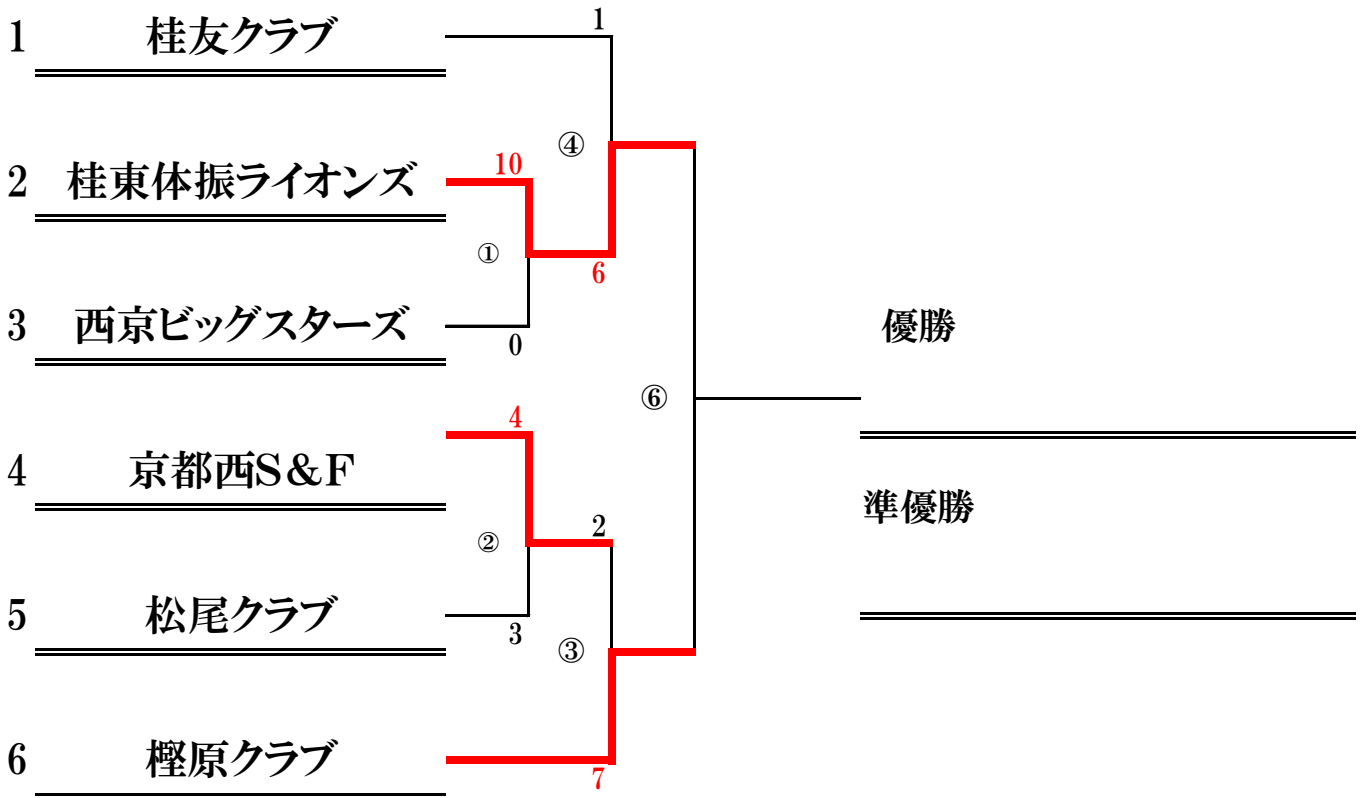 1 桂友クラブ 1
④
2 桂東体振ライオンズ 10
①
6
3 西京ビッグスターズ 0
優勝
⑥
4 京都西S&F 4
準優勝
② 2
5 松尾クラブ 3
③
6 樫原クラブ 7